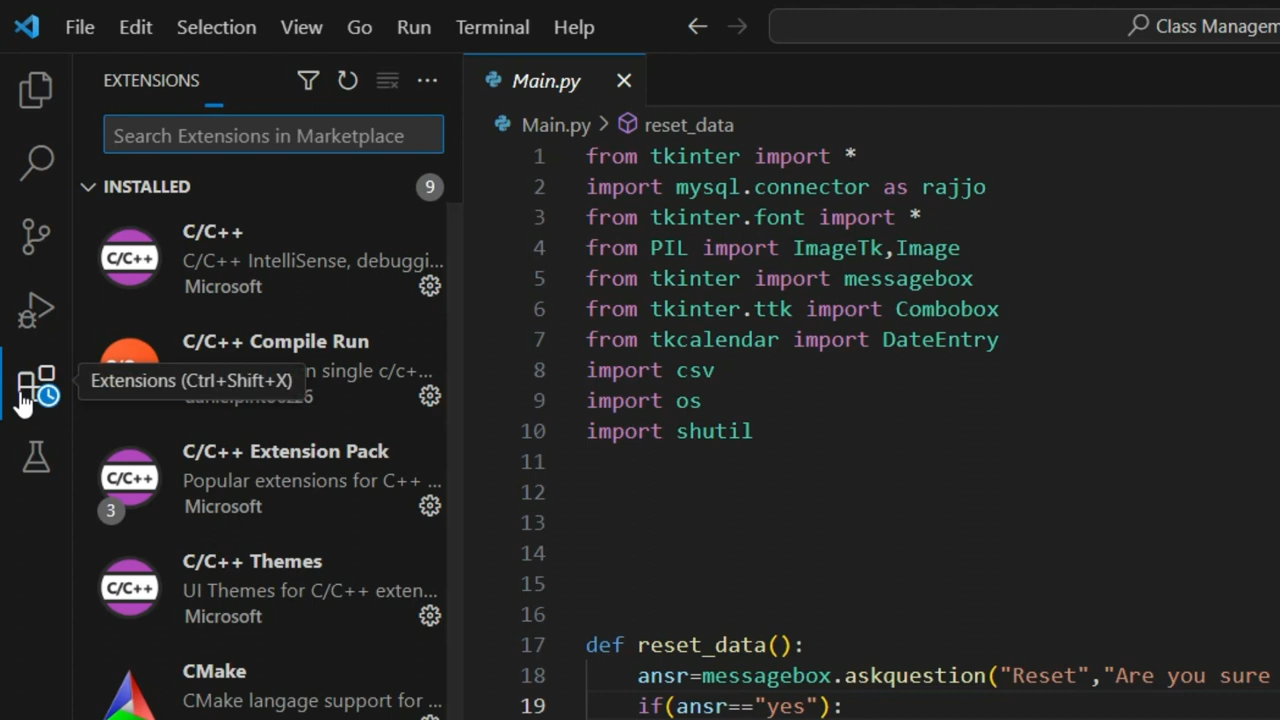 File Edit Selection View Go Run Terminal Help
Class Managem
EXTENSIONS
Search Extensions in Marketplace
INSTALLED 9
C/C++
C/C++
C/C++ IntelliSense, debuggi...
Microsoft
C/C++ Compile Run
n single c/c+...
Extensions (Ctrl+Shift+X)
C/C++ Extension Pack
C/C++
Popular extensions for C++ ...
3
Microsoft
C/C++ Themes
C/C++
UI Themes for C/C++ exten...
Microsoft
CMake
CMake langage support for ...
Main.py
Main.py > reset_data
1 from tkinter import *
2 import mysql.connector as rajjo
3 from tkinter.font import *
4 from PIL import ImageTk,Image
5 from tkinter import messagebox
6 from tkinter.ttk import Combobox
7 from tkcalendar import DateEntry
8 import csv
9 import os
10 import shutil
11
12
13
14
15
16
17 def reset_data():
18 ansr=messagebox.askquestion("Reset","Are you sure
19 if(ansr=="yes"):